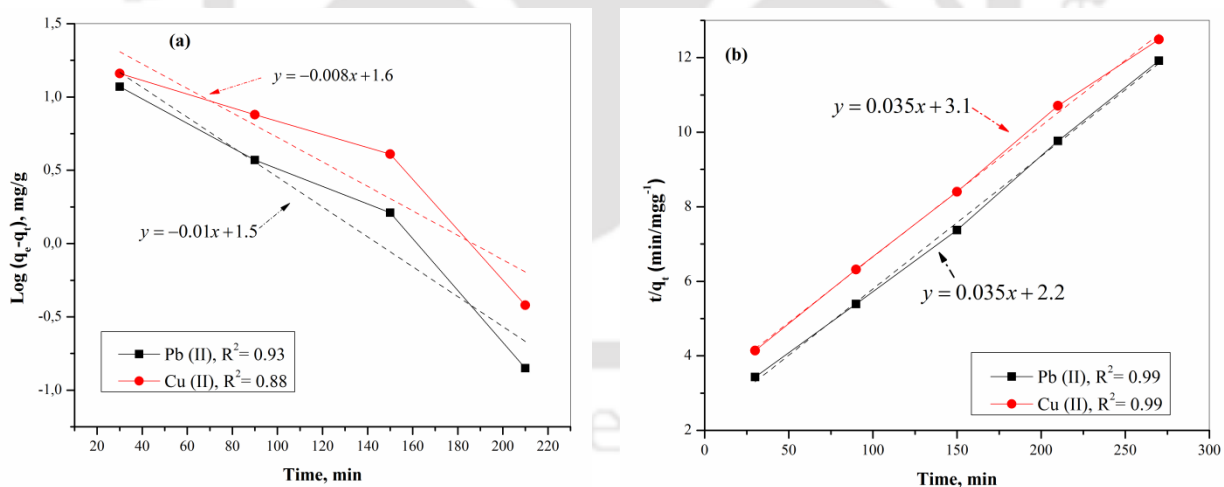 (a)
1,5
1,0
0,5
0,0
-0,5
-1,0
Log (qₑ-qₜ), mg/g
y = −0.008x + 1.6
y = −0.01x + 1.5
Pb (II), R²= 0.93
Cu (II), R²= 0.88
20 40 60 80 100 120 140 160 180 200 220
Time, min
(b)
12
10
8
6
4
2
t/qₜ (min/mgg⁻¹)
y = 0.035x + 3.1
y = 0.035x + 2.2
Pb (II), R²= 0.99
Cu (II), R²= 0.99
0 50 100 150 200 250 300
Time, min